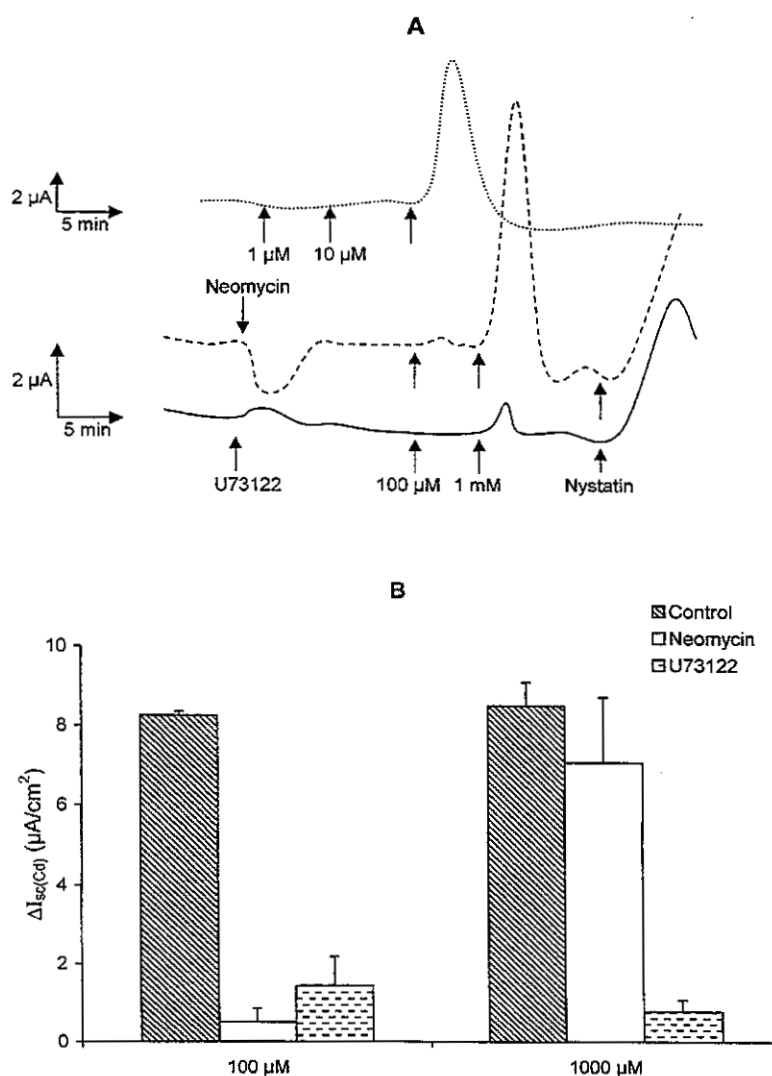 A
2 µA
5 min
1 µM
10 µM
Neomycin
2 µA
5 min
U73122
100 µM
1 mM
Nystatin
B
Control
Neomycin
U73122
10
8
6
4
2
0
ΔI_sc(Cd) (µA/cm²)
100 µM
1000 µM